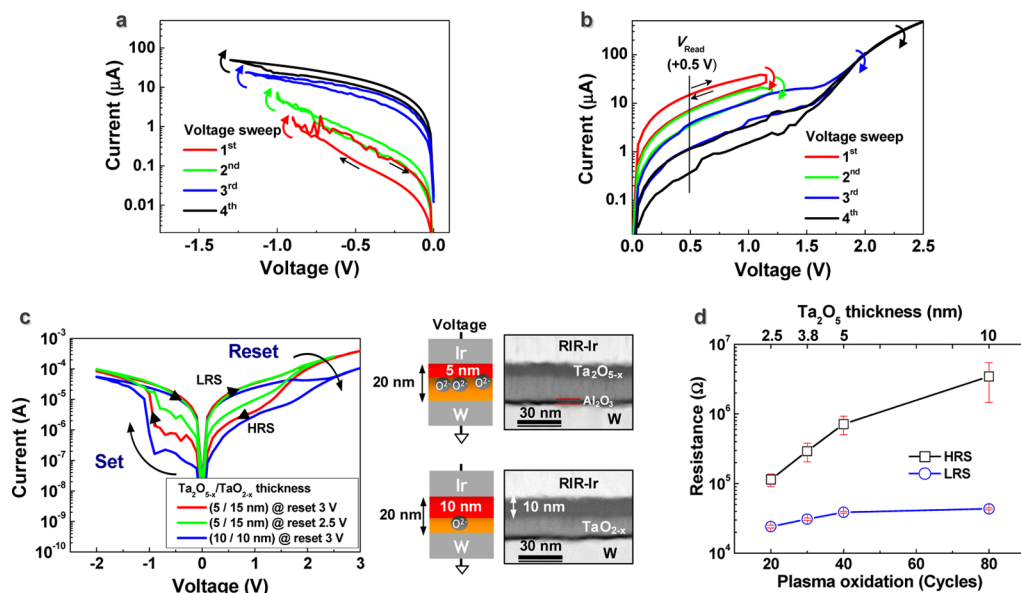 a
Current (μA)
100
10
1
0.1
0.01
Voltage sweep
1st
2nd
3rd
4th
-1.5 -1.0 -0.5 0.0
Voltage (V)
b
Current (μA)
100
10
1
0.1
VRead
(+0.5 V)
Voltage sweep
1st
2nd
3rd
4th
0.0 0.5 1.0 1.5 2.0 2.5
Voltage (V)
c
Current (A)
10-3
10-4
10-5
10-6
10-7
10-8
10-9
10-10
Reset
LRS
HRS
Set
Ta2O5-x/TaO2-x thickness
(5 / 15 nm) @ reset 3 V
(5 / 15 nm) @ reset 2.5 V
(10 / 10 nm) @ reset 3 V
-2 -1 0 1 2 3
Voltage (V)
Voltage
Ir
5 nm
20 nm
O2- O2- O2-
W
RIR-Ir
Ta2O5-x
Al2O3
30 nm
W
Ir
10 nm
20 nm
O2-
W
RIR-Ir
10 nm
TaO2-x
30 nm
W
d
Ta2O5 thickness (nm)
2.5 3.8 5 10
Resistance (Ω)
107
106
105
104
HRS
LRS
20 30 40 50 60 70 80
Plasma oxidation (Cycles)